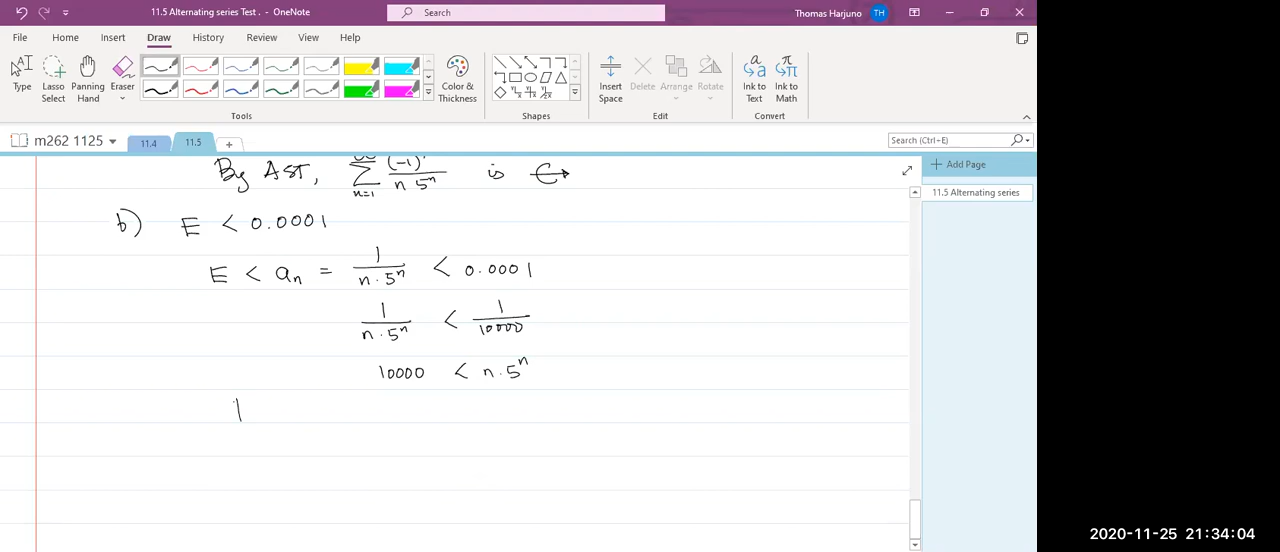 11.5 Alternating series Test . - OneNote
Search
Thomas Harjuno TH
File Home Insert Draw History Review View Help
Type
Lasso Select
Panning Hand
Eraser
Color & Thickness
Insert Space
Delete
Arrange
Rotate
Ink to Text
Ink to Math
Tools
Shapes
Edit
Convert
m262 1125
11.4
11.5
Search (Ctrl+E)
Add Page
11.5 Alternating series
By AST, ∑ n=1 (-1)ⁿ / n 5ⁿ is
b) E < 0.0001
E < aₙ = 1 / n · 5ⁿ < 0.0001
1 / n · 5ⁿ < 1 / 10000
10000 < n · 5ⁿ
2020-11-25 21:34:04